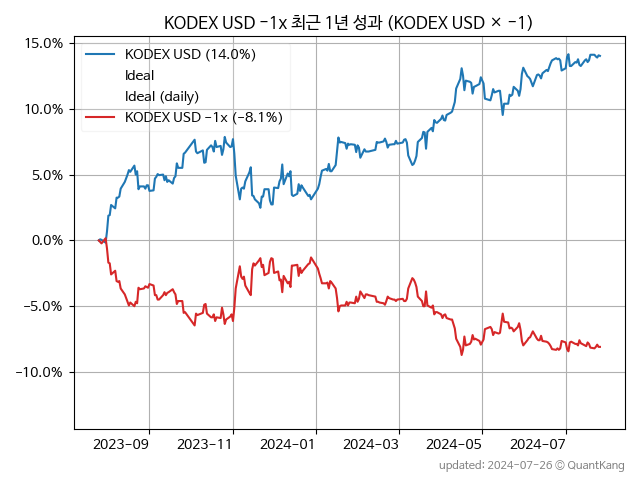 KODEX USD −1x 최근 1년 성과 (KODEX USD × −1)
15.0%
10.0%
5.0%
0.0%
−5.0%
−10.0%
KODEX USD (14.0%)
Ideal
Ideal (daily)
KODEX USD −1x (−8.1%)
2023-09
2023-11
2024-01
2024-03
2024-05
2024-07
updated: 2024-07-26 © QuantKang